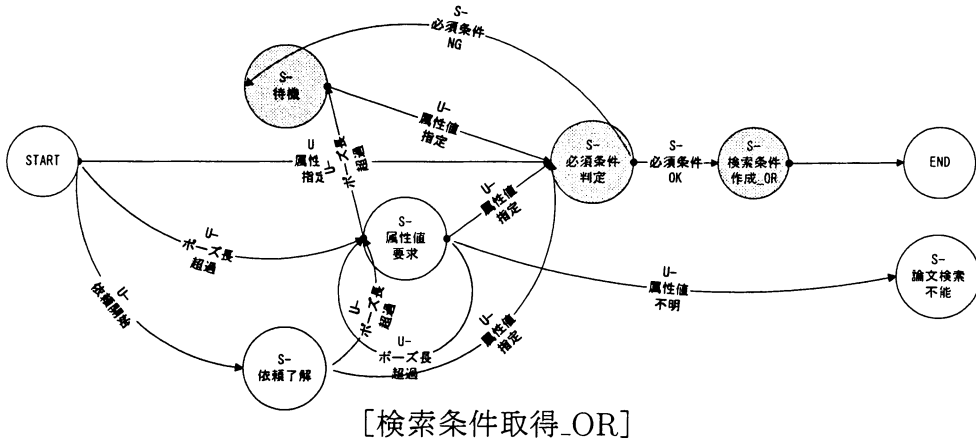 S-
必須条件
NG
S-
待機
U-
属性値
指定
START
U
属性
指定
U-
ポーズ長
超過
S-
必須条件
判定
S-
必須条件
OK
S-
検索条件
作成_OR
END
U-
属性値
指定
S-
属性値
要求
U-
ポーズ長
超過
S-
論文検索
不能
U-
属性値
不明
U-
依頼開始
U-
ポーズ長
超過
U-
ポーズ長
超過
U-
属性値
指定
S-
依頼了解
[検索条件取得_OR]